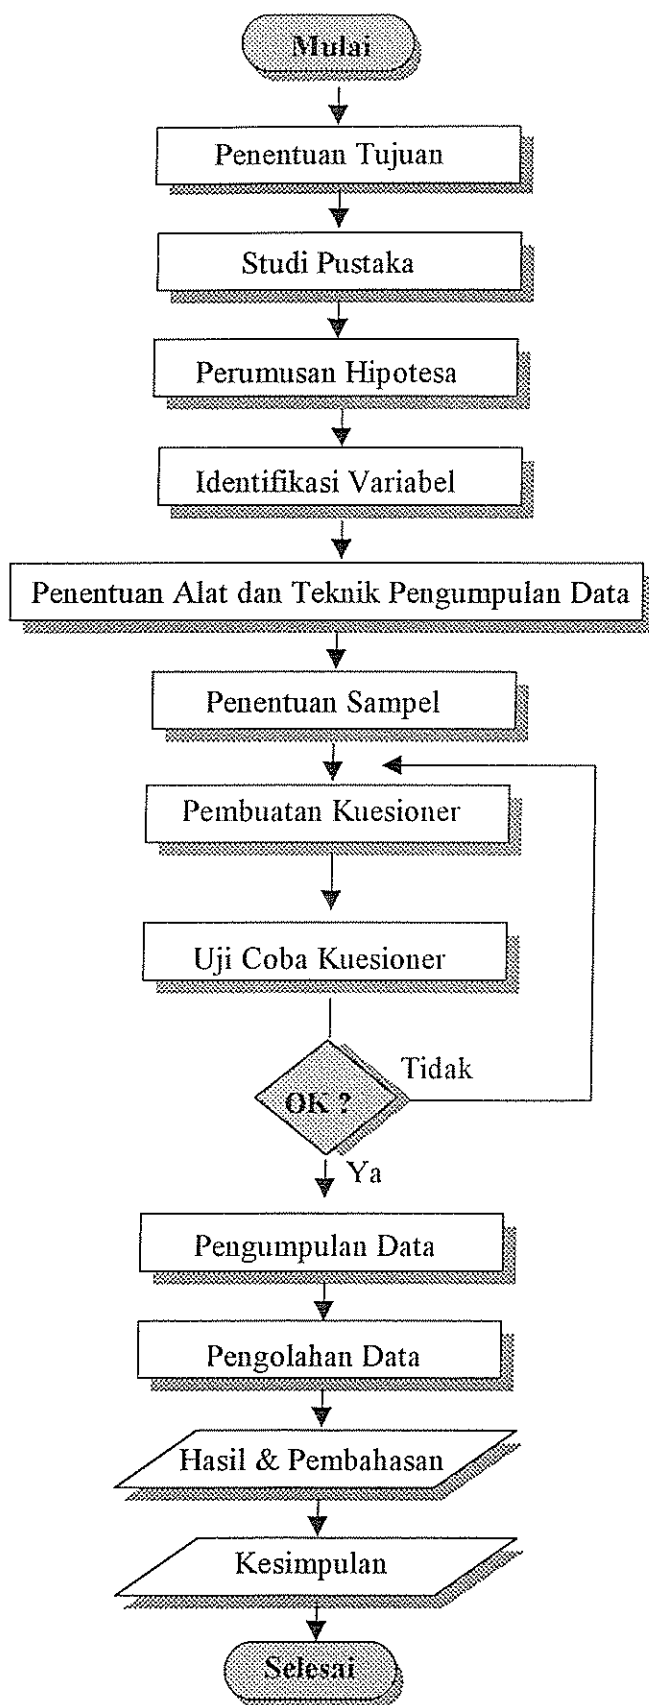 Mulai
Penentuan Tujuan
Studi Pustaka
Perumusan Hipotesa
Identifikasi Variabel
Penentuan Alat dan Teknik Pengumpulan Data
Penentuan Sampel
Pembuatan Kuesioner
Uji Coba Kuesioner
Tidak
OK ?
Ya
Pengumpulan Data
Pengolahan Data
Hasil & Pembahasan
Kesimpulan
Selesai